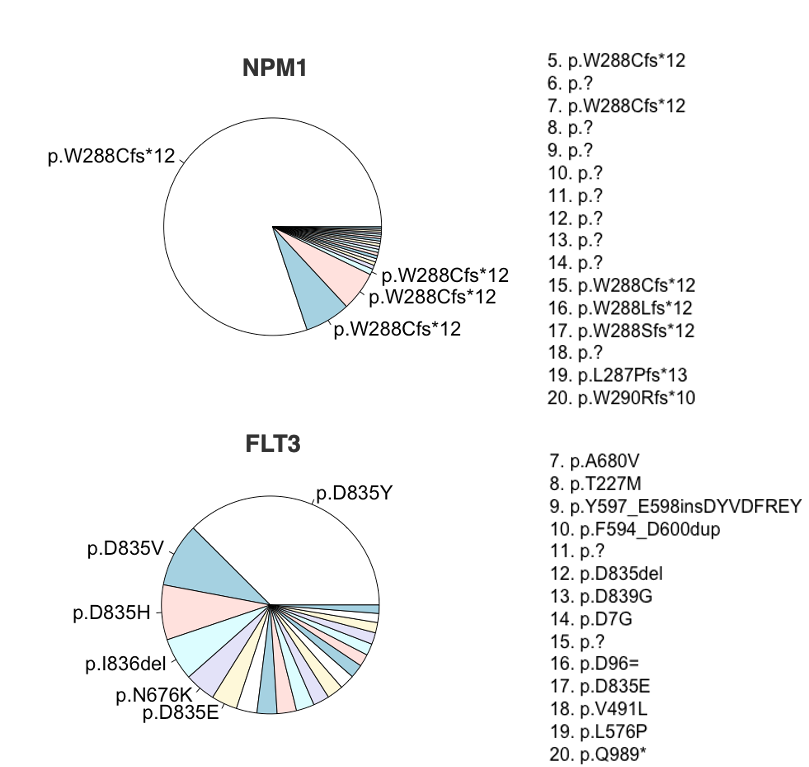 NPM1
p.W288Cfs*12
p.W288Cfs*12
p.W288Cfs*12
p.W288Cfs*12
5. p.W288Cfs*12
6. p.?
7. p.W288Cfs*12
8. p.?
9. p.?
10. p.?
11. p.?
12. p.?
13. p.?
14. p.?
15. p.W288Cfs*12
16. p.W288Lfs*12
17. p.W288Sfs*12
18. p.?
19. p.L287Pfs*13
20. p.W290Rfs*10
FLT3
p.D835Y
p.D835V
p.D835H
p.I836del
p.N676K
p.D835E
7. p.A680V
8. p.T227M
9. p.Y597_E598insDYVDFREY
10. p.F594_D600dup
11. p.?
12. p.D835del
13. p.D839G
14. p.D7G
15. p.?
16. p.D96=
17. p.D835E
18. p.V491L
19. p.L576P
20. p.Q989*